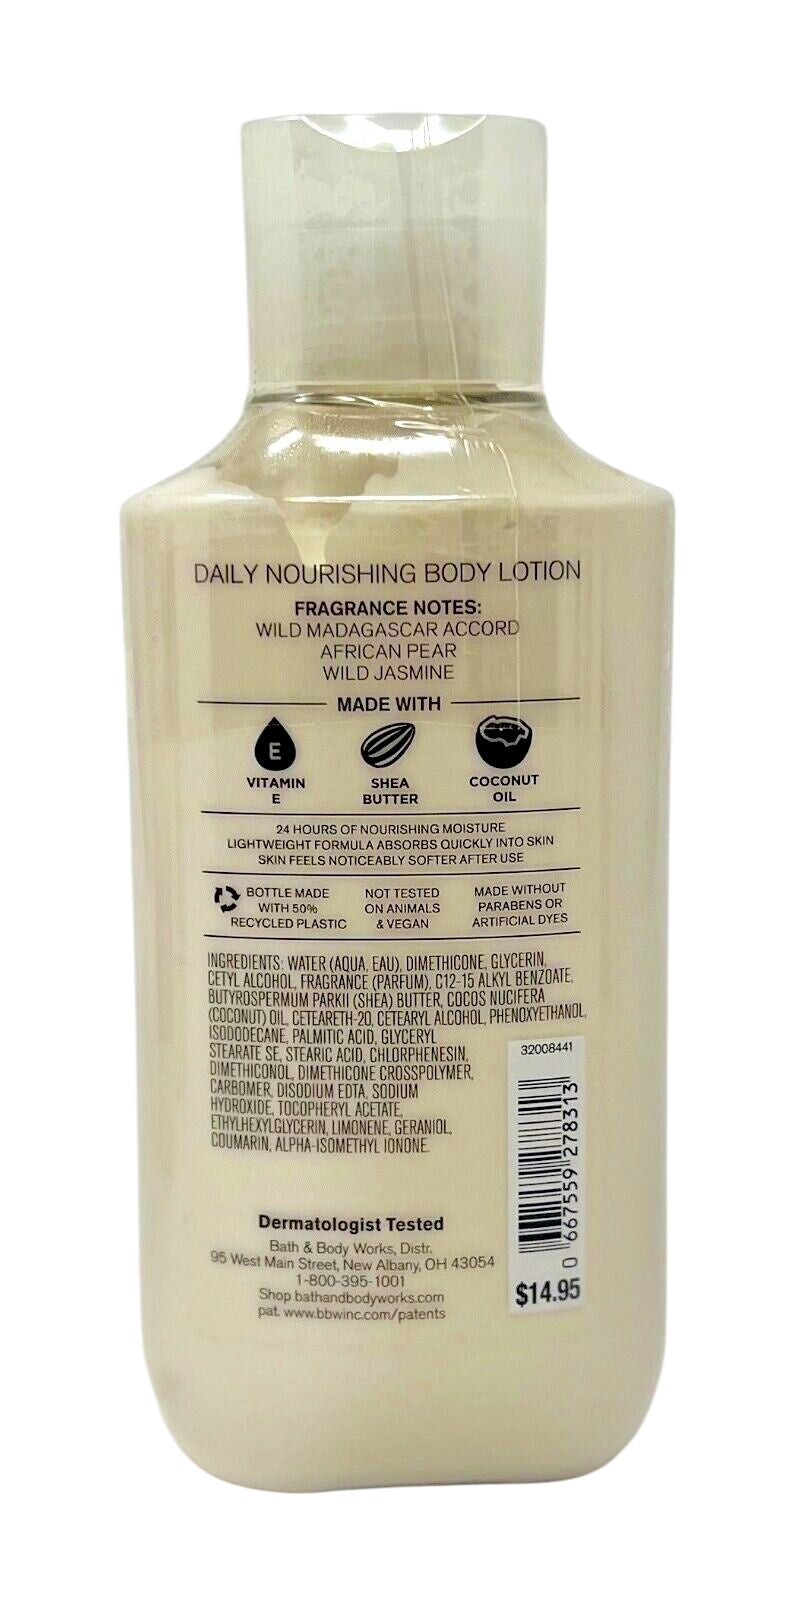 DAILY NOURISHING BODY LOTION
FRAGRANCE NOTES:
WILD MADAGASCAR ACCORD
AFRICAN PEAR
WILD JASMINE
MADE WITH
E
VITAMIN
E
SHEA
BUTTER
COCONUT
OIL
24 HOURS OF NOURISHING MOISTURE
LIGHTWEIGHT FORMULA ABSORBS QUICKLY INTO SKIN
SKIN FEELS NOTICEABLY SOFTER AFTER USE
BOTTLE MADE
WITH 50%
RECYCLED PLASTIC
NOT TESTED
ON ANIMALS
& VEGAN
MADE WITHOUT
PARABENS OR
ARTIFICIAL DYES
INGREDIENTS: WATER (AQUA, EAU), DIMETHICONE, GLYCERIN,
CETYL ALCOHOL, FRAGRANCE (PARFUM), C12-15 ALKYL BENZOATE,
BUTYROSPERMUM PARKII (SHEA) BUTTER, COCOS NUCIFERA
(COCONUT) OIL, CETEARETH-20, CETEARYL ALCOHOL, PHENOXYETHANOL,
ISODODECANE, PALMITIC ACID, GLYCERYL
STEARATE SE, STEARIC ACID, CHLORPHENESIN,
DIMETHICONOL, DIMETHICONE CROSSPOLYMER,
CARBOMER, DISODIUM EDTA, SODIUM
HYDROXIDE, TOCOPHERYL ACETATE,
ETHYLHEXYLGLYCERIN, LIMONENE, GERANIOL,
COUMARIN, ALPHA-ISOMETHYL IONONE.
32008441
0 667559 278313
$14.95
Dermatologist Tested
Bath & Body Works, Distr.
95 West Main Street, New Albany, OH 43054
1-800-395-1001
Shop bathandbodyworks.com
pat. www.bbwinc.com/patents